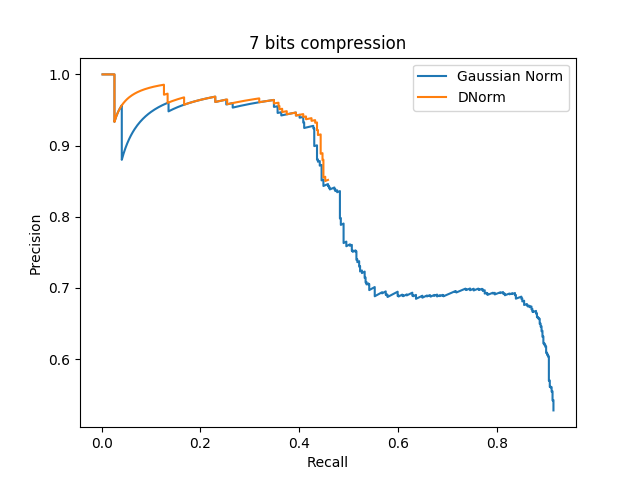 7 bits compression
Gaussian Norm
DNorm
Precision
1.0
0.9
0.8
0.7
0.6
0.0 0.2 0.4 0.6 0.8
Recall